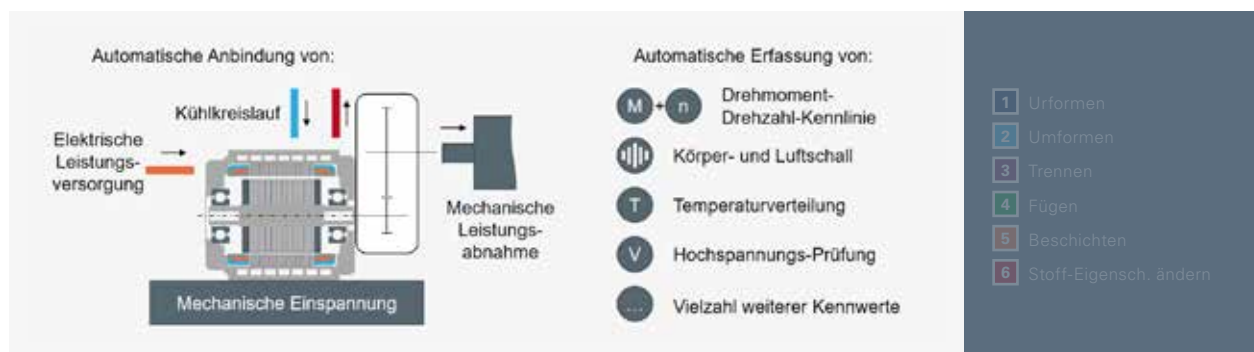 Automatische Anbindung von:
Kühlkreislauf
Elektrische
Leistungs-
versorgung
Mechanische
Leistungs-
abnahme
Mechanische Einspannung
Automatische Erfassung von:
M + n
Drehmoment-
Drehzahl-Kennlinie
Körper- und Luftschall
T Temperaturverteilung
V Hochspannungs-Prüfung
... Vielzahl weiterer Kennwerte
1 Urformen
2 Umformen
3 Trennen
4 Fügen
5 Beschichten
6 Stoff-Eigensch. ändern